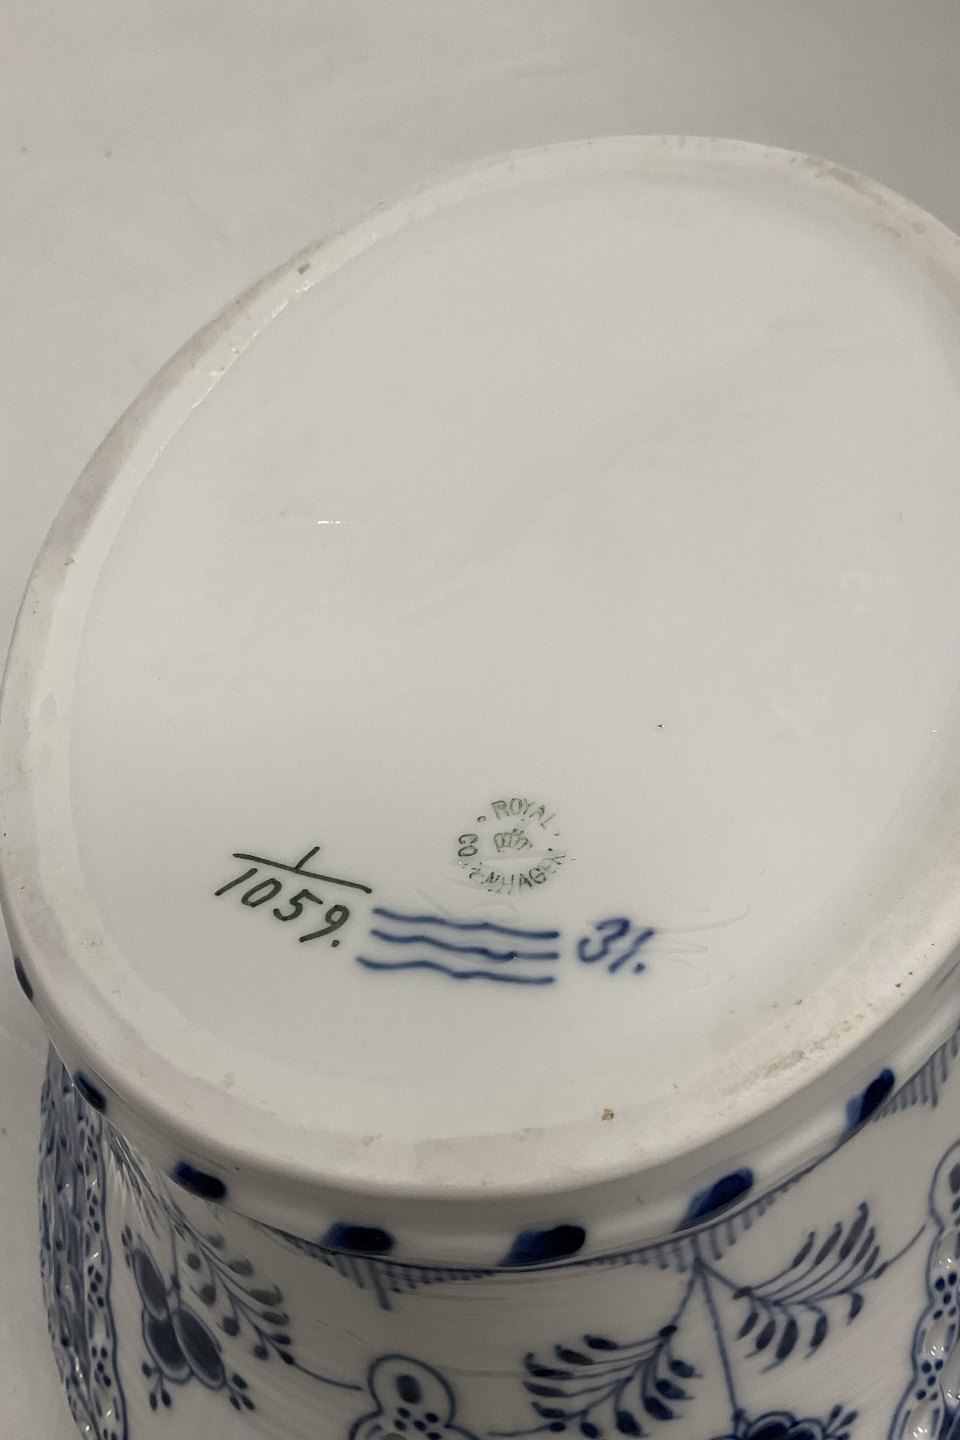 ROYAL
COPENHAGEN
1
1059.
31.